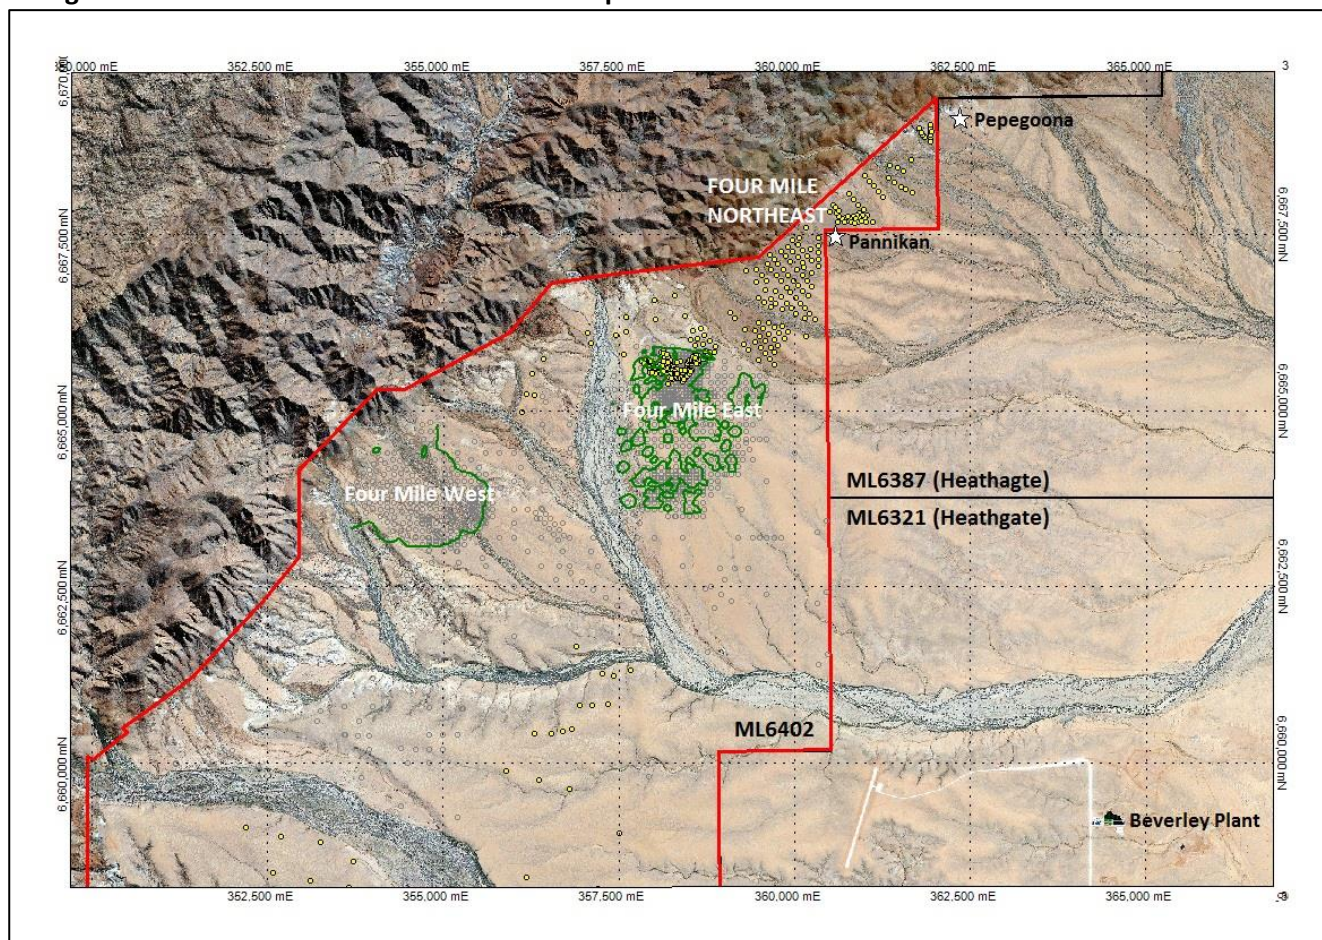 352,500 mE
355,000 mE
357,500 mE
360,000 mE
362,500 mE
365,000 mE
Pepegoona
FOUR MILE
NORTHEAST
Pannikan
6,667,500 mN
6,667,500 mN
Four Mile East
6,665,000 mN
6,665,000 mN
ML6387 (Heathagte)
Four Mile West
ML6321 (Heathgate)
6,662,500 mN
6,662,500 mN
ML6402
6,660,000 mN
6,660,000 mN
Beverley Plant
352,500 mE
355,000 mE
357,500 mE
360,000 mE
362,500 mE
365,000 mE